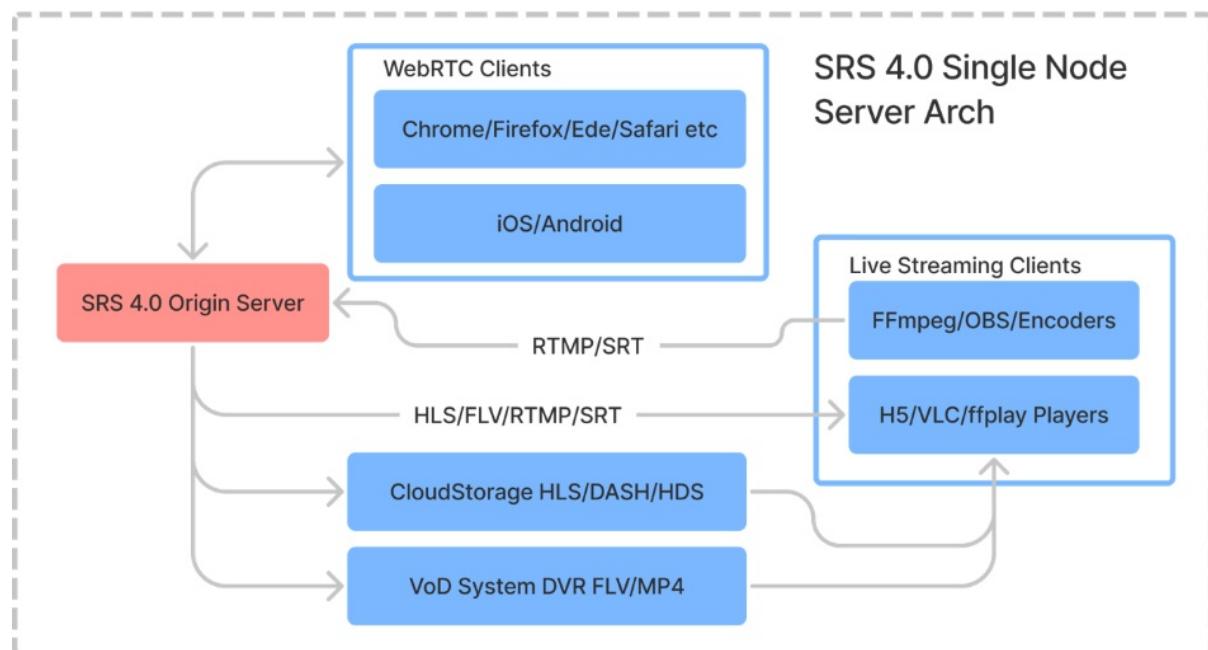 WebRTC Clients
Chrome/Firefox/Ede/Safari etc
iOS/Android
SRS 4.0 Single Node
Server Arch
SRS 4.0 Origin Server
Live Streaming Clients
FFmpeg/OBS/Encoders
RTMP/SRT
HLS/FLV/RTMP/SRT
H5/VLC/ffplay Players
CloudStorage HLS/DASH/HDS
VoD System DVR FLV/MP4